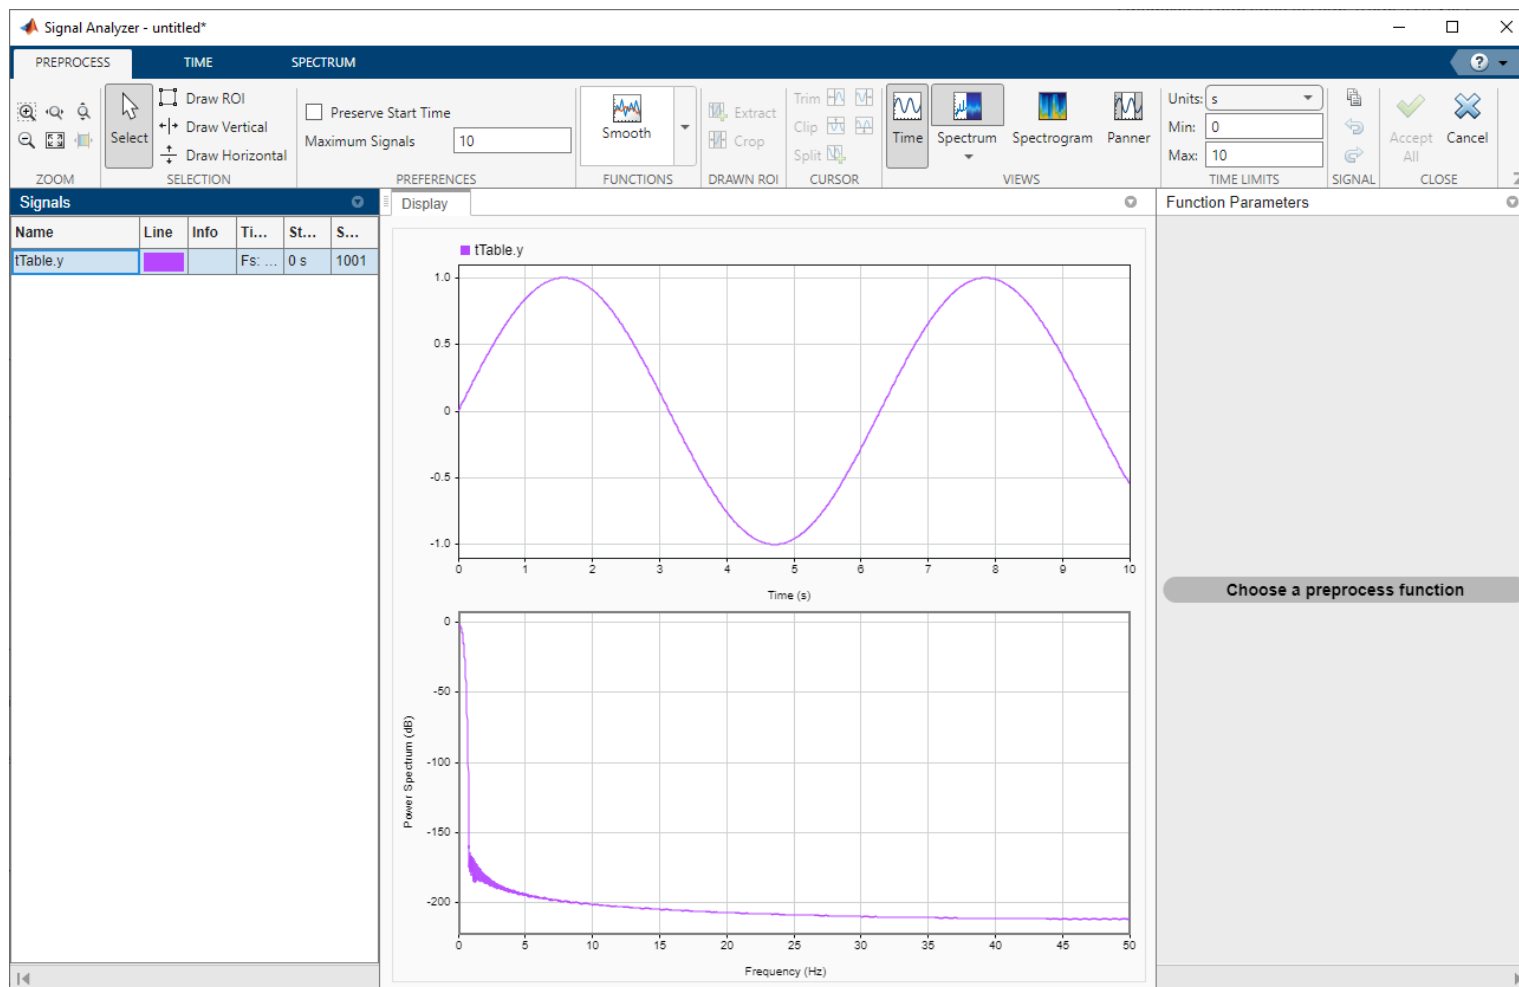 Signal Analyzer - untitled*
PREPROCESS TIME SPECTRUM
Select
Draw ROI
Draw Vertical
Draw Horizontal
Preserve Start Time
Maximum Signals 10
Smooth
Extract
Crop
Trim
Clip
Split
Time Spectrum Spectrogram Panner
Units: s
Min: 0
Max: 10
Accept All
Cancel
ZOOM SELECTION PREFERENCES FUNCTIONS DRAWN ROI CURSOR VIEWS TIME LIMITS SIGNAL CLOSE
Signals
Name Line Info Ti... St... S...
tTable.y Fs: ... 0 s 1001
Display
tTable.y
1.0
0.5
0
-0.5
-1.0
0 1 2 3 4 5 6 7 8 9 10
Time (s)
0
-50
-100
-150
-200
Power Spectrum (dB)
0 5 10 15 20 25 30 35 40 45 50
Frequency (Hz)
Function Parameters
Choose a preprocess function